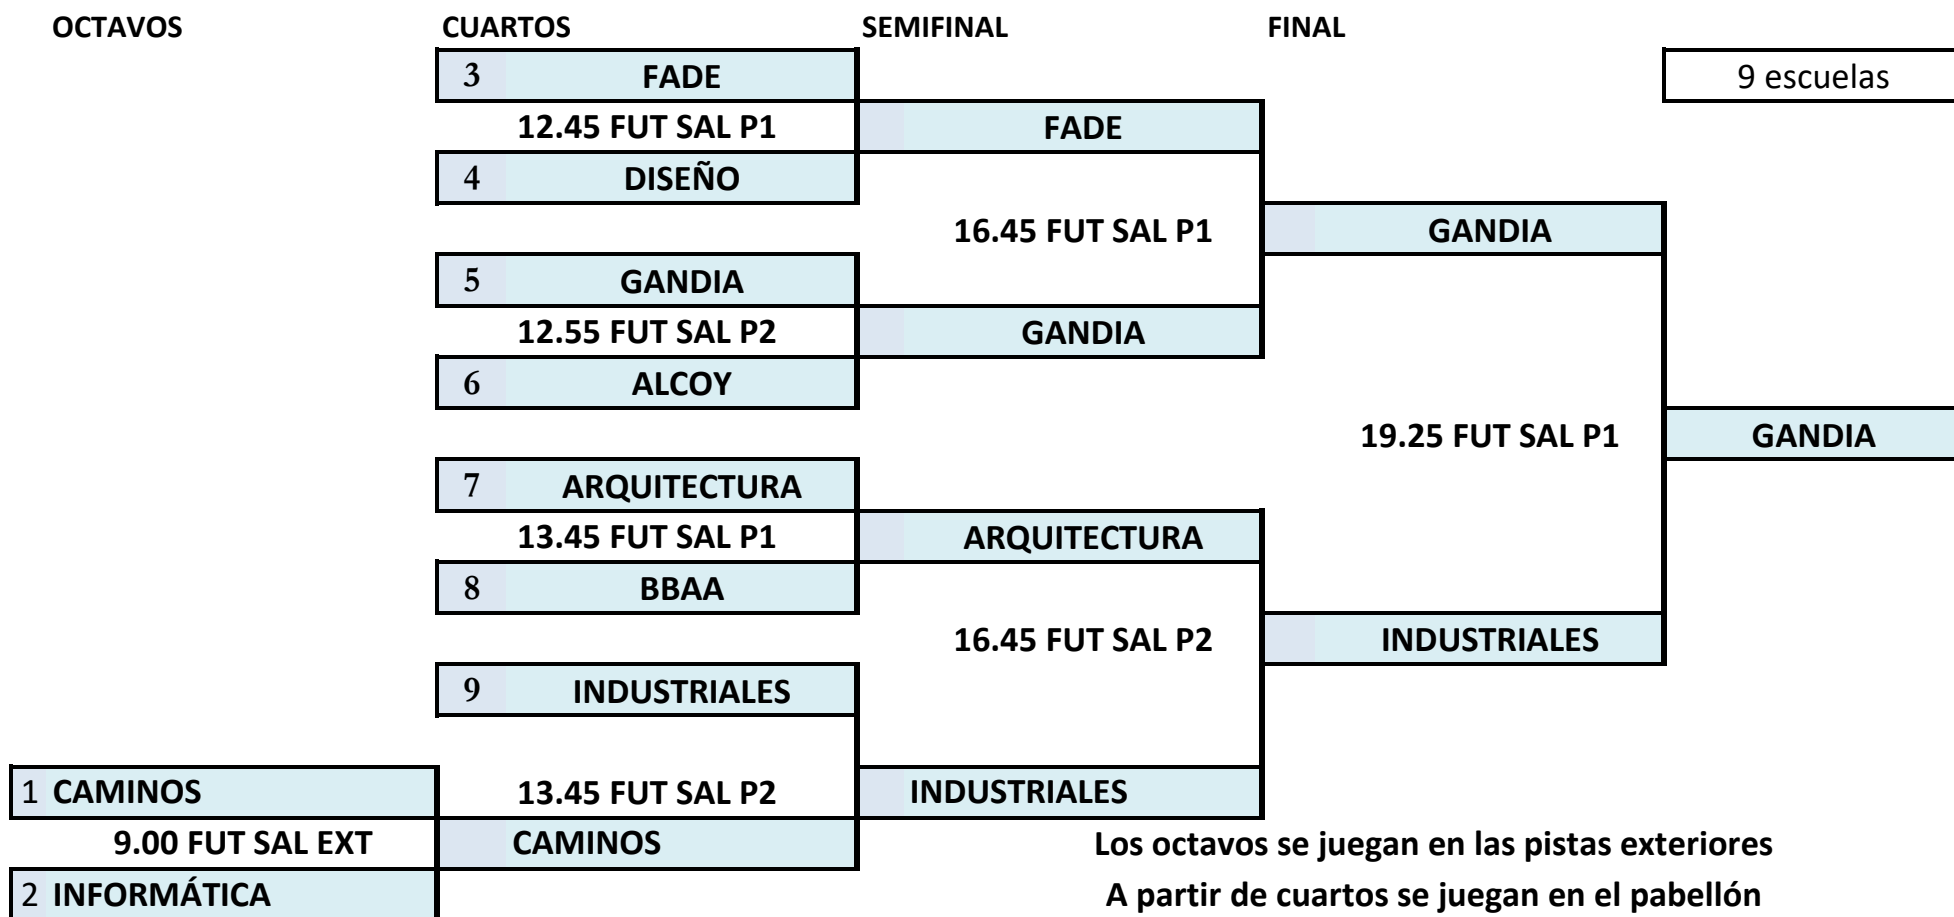 OCTAVOS CUARTOS SEMIFINAL FINAL
3 FADE 9 escuelas
12.45 FUT SAL P1 FADE
4 DISEÑO
16.45 FUT SAL P1 GANDIA
5 GANDIA
12.55 FUT SAL P2 GANDIA
6 ALCOY
19.25 FUT SAL P1 GANDIA
7 ARQUITECTURA
13.45 FUT SAL P1 ARQUITECTURA
8 BBAA
16.45 FUT SAL P2 INDUSTRIALES
9 INDUSTRIALES
1 CAMINOS 13.45 FUT SAL P2 INDUSTRIALES
9.00 FUT SAL EXT CAMINOS Los octavos se juegan en las pistas exteriores
2 INFORMÁTICA A partir de cuartos se juegan en el pabellón